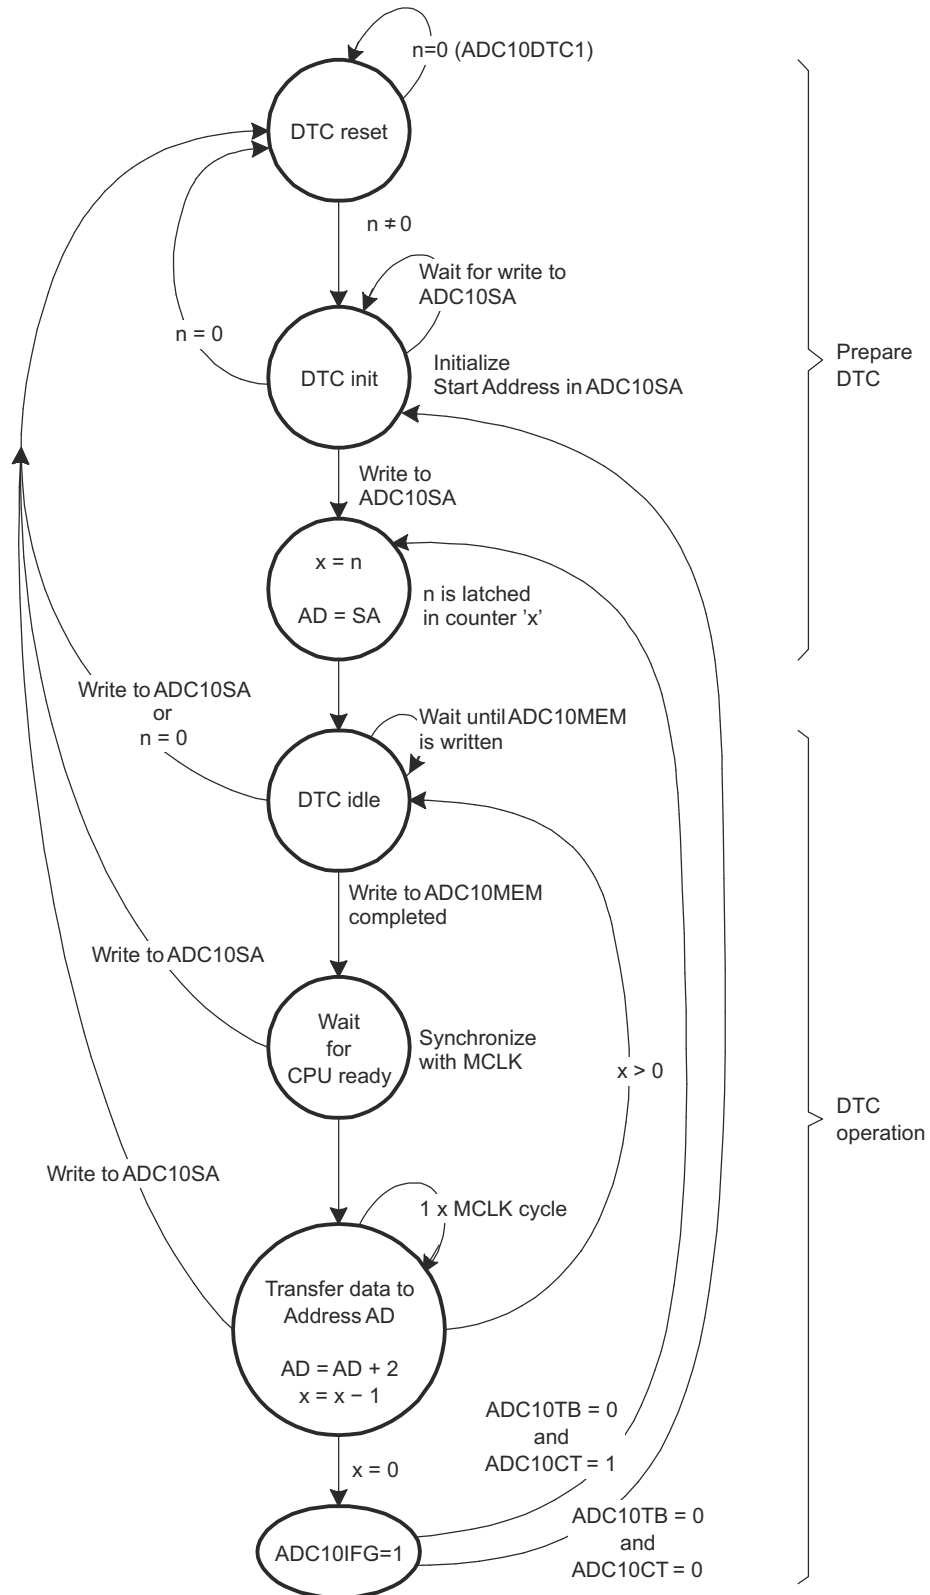 n=0 (ADC10DTC1)
DTC reset
n ≠ 0
Wait for write to
ADC10SA
n = 0
DTC init
Initialize
Start Address in ADC10SA
Prepare
DTC
Write to
ADC10SA
x = n
AD = SA
n is latched
in counter ’x’
Write to ADC10SA
or
n = 0
Wait until ADC10MEM
is written
DTC idle
Write to ADC10MEM
completed
Write to ADC10SA
Wait
for
CPU ready
Synchronize
with MCLK
x > 0
DTC
operation
Write to ADC10SA
1 x MCLK cycle
Transfer data to
Address AD
AD = AD + 2
x = x − 1
ADC10TB = 0
and
ADC10CT = 1
x = 0
ADC10TB = 0
and
ADC10CT = 0
ADC10IFG=1